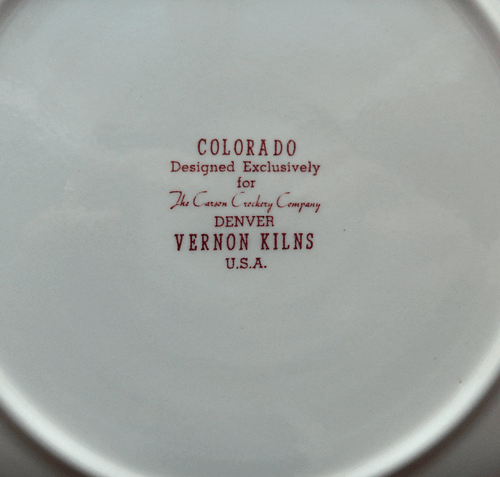 COLORADO
Designed Exclusively
for
The Carson Crockery Company
DENVER
VERNON KILNS
U.S.A.